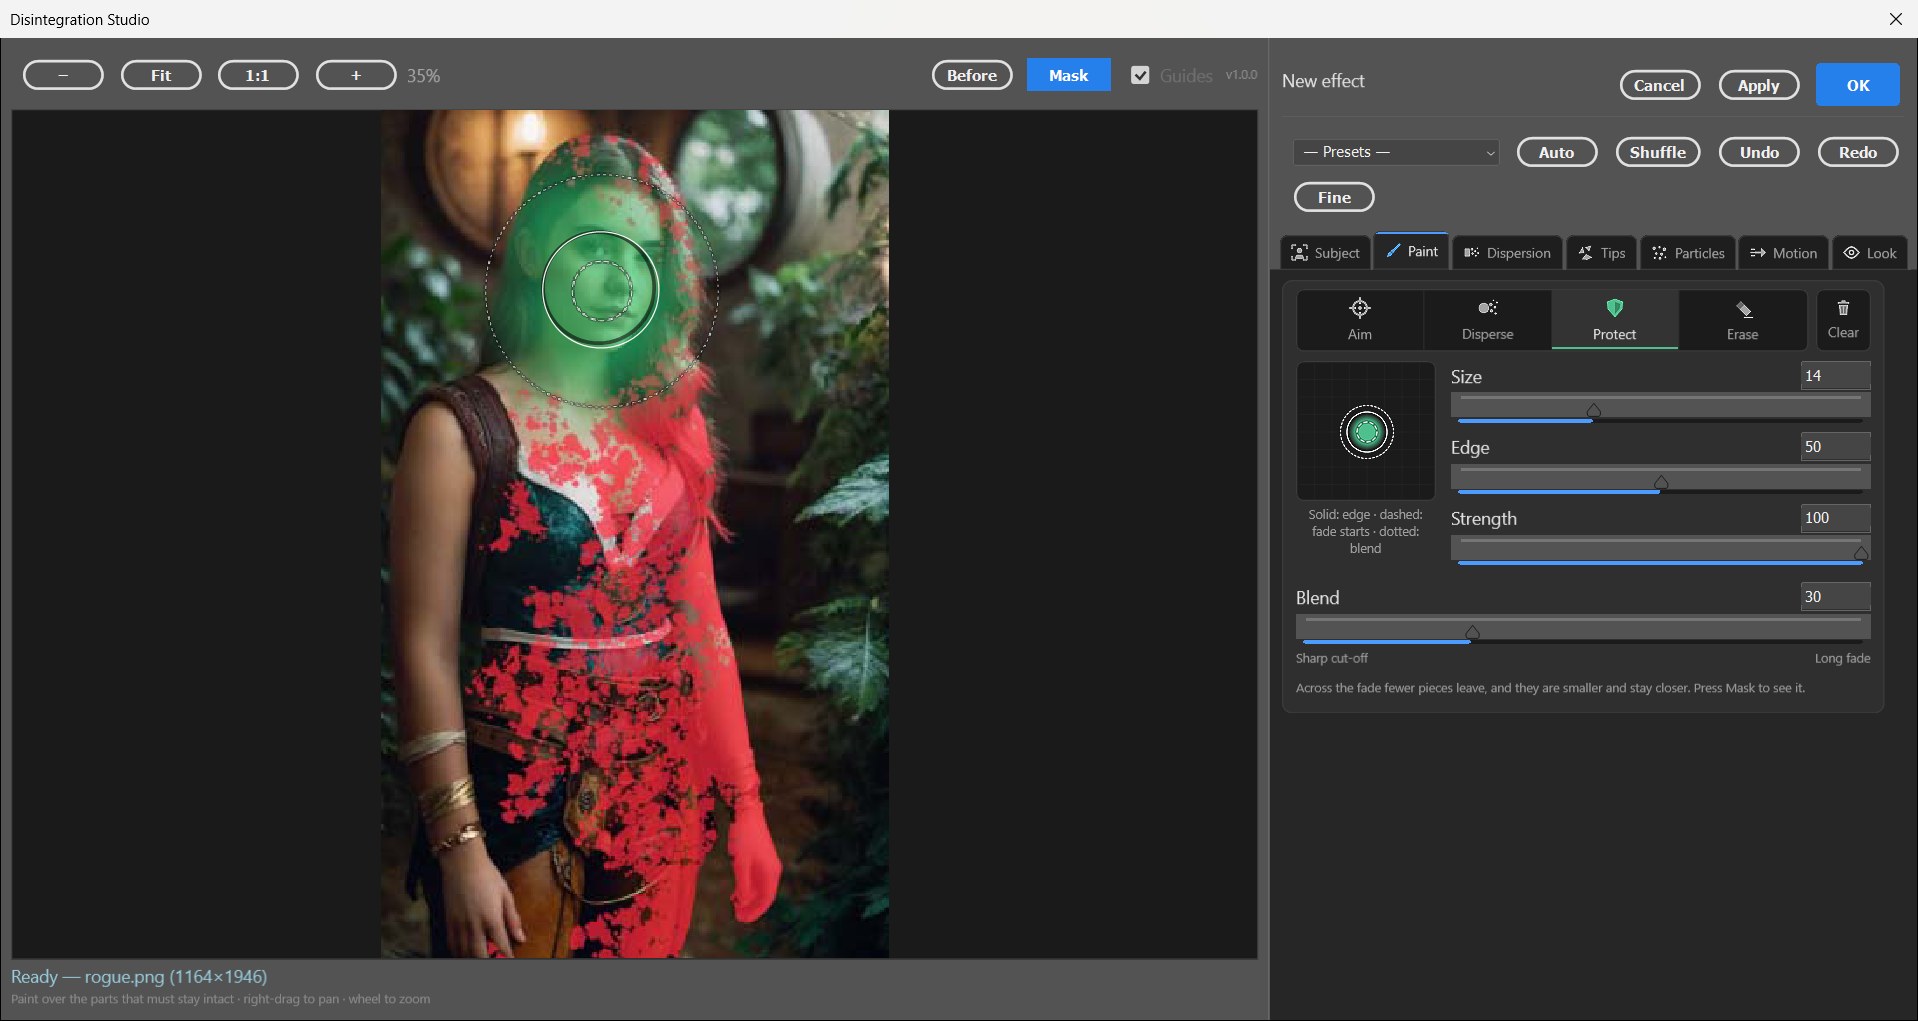 Disintegration Studio
− Fit 1:1 + 35% Before Mask Guides v1.0.0
New effect Cancel Apply OK
— Presets — Auto Shuffle Undo Redo
Fine
Subject Paint Dispersion Tips Particles Motion Look
Aim Disperse Protect Erase Clear
Size 14
Edge 50
Strength 100
Solid: edge · dashed:
fade starts · dotted:
blend
Blend 30
Sharp cut-off Long fade
Across the fade fewer pieces leave, and they are smaller and stay closer. Press Mask to see it.
Ready — rogue.png (1164×1946)
Paint over the parts that must stay intact · right-drag to pan · wheel to zoom